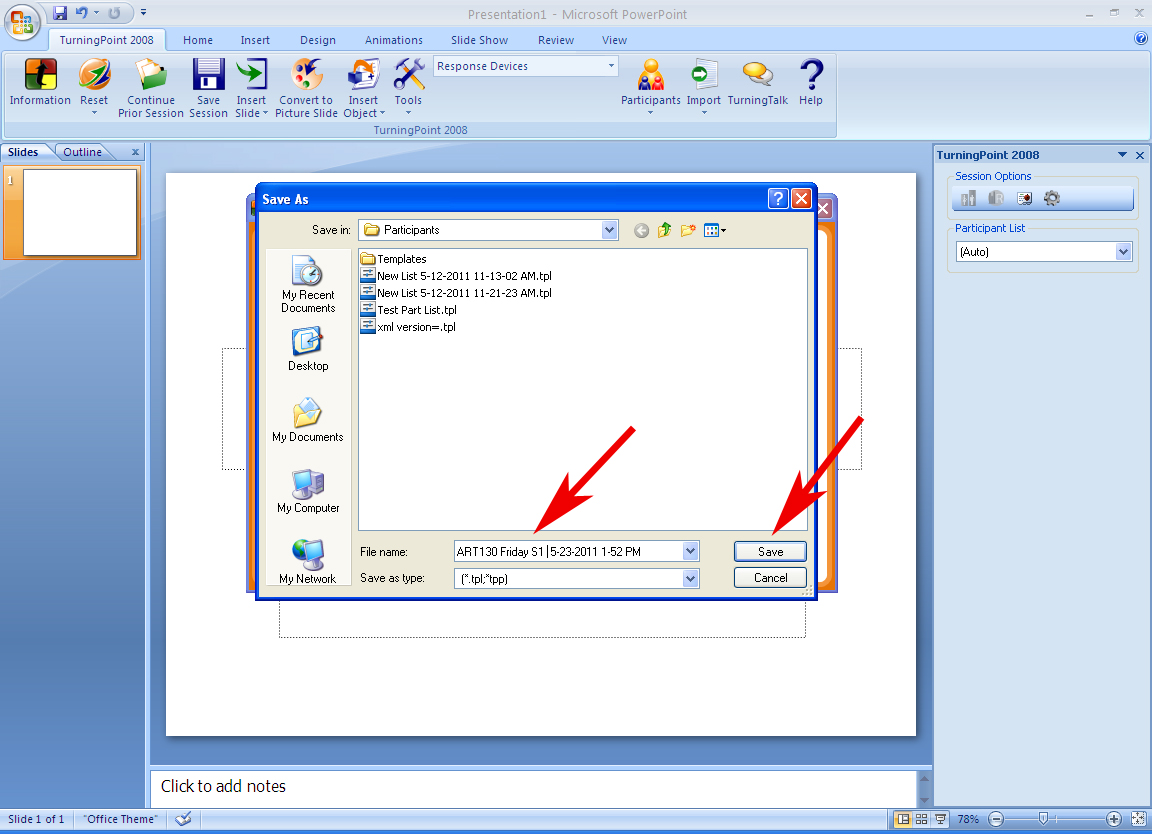 Presentation1 - Microsoft PowerPoint
TurningPoint 2008 Home Insert Design Animations Slide Show Review View
Information
Reset
Continue
Prior Session
Save
Session
Insert
Slide
Convert to
Picture Slide
Insert
Object
Tools
Response Devices
Participants
Import
TurningTalk
Help
TurningPoint 2008
Slides Outline
1
Save As
Save in: Participants
My Recent
Documents
Desktop
My Documents
My Computer
My Network
Templates
New List 5-12-2011 11-13-02 AM.tpl
New List 5-12-2011 11-21-23 AM.tpl
Test Part List.tpl
xml version=.tpl
File name: ART130 Friday S1 5-23-2011 1-52 PM Save
Save as type: (*.tpl;*tpp) Cancel
TurningPoint 2008
Session Options
Participant List
(Auto)
Click to add notes
Slide 1 of 1 "Office Theme" 78%